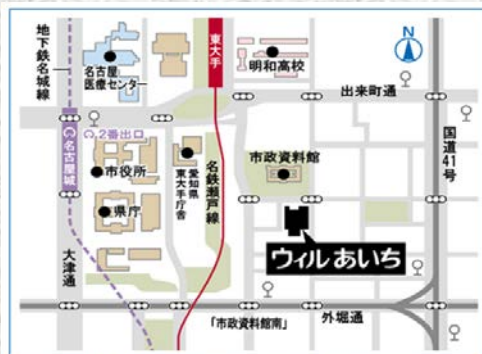 地下鉄名城線
名古屋
医療センター
東大手
明和高校
N
出来町通
2番出口
名古屋城
市役所
愛知県
東大手庁舎
名鉄瀬戸線
市政資料館
国道41号
県庁
大津通
ウィルあいち
「市政資料館南」
外堀通